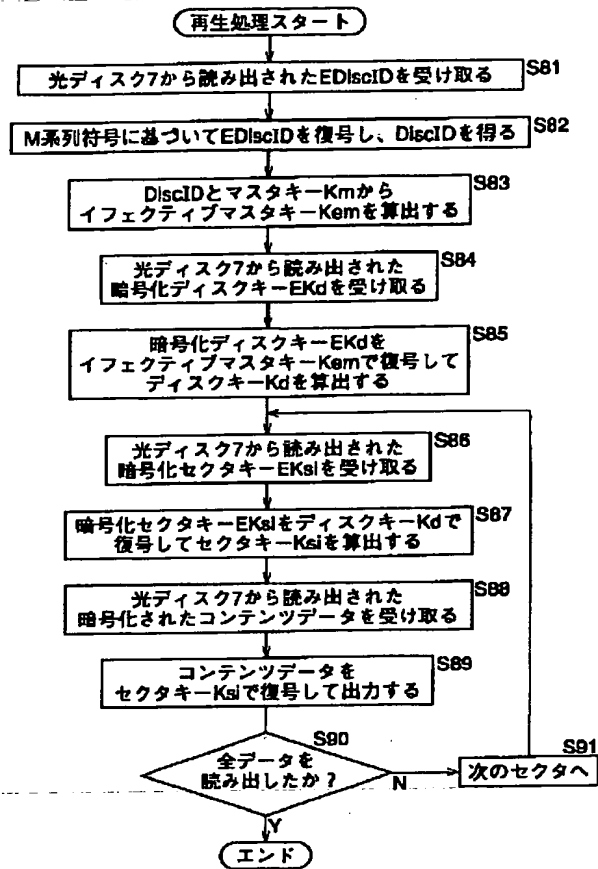 再生処理スタート
光ディスク7から読み出されたEDiscIDを受け取る
S81
M系列符号に基づいてEDiscIDを復号し、DiscIDを得る
S82
DiscIDとマスタキーKmから
イフェクティブマスタキーKemを算出する
S83
光ディスク7から読み出された
暗号化ディスクキーEKdを受け取る
S84
暗号化ディスクキーEKdを
イフェクティブマスタキーKemで復号して
ディスクキーKdを算出する
S85
光ディスク7から読み出された
暗号化セクタキーEKsiを受け取る
S86
暗号化セクタキーEKsiをディスクキーKdで
復号してセクタキーKsiを算出する
S87
光ディスク7から読み出された
暗号化されたコンテンツデータを受け取る
S88
コンテンツデータを
セクタキーKsiで復号して出力する
S89
S90
全データを
読み出したか?
N
S91
次のセクタへ
Y
エンド